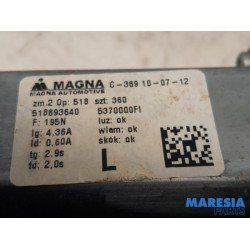 MAGNA C-389 10-07-12
MAGNA AUTOMOTIVE
zm.2 Op: 518 szt: 360
518693640 5370000FI
F: 195N luz: ok
Ig: 4,36A wlam: ok
Id: 0,60A skok: ok
tg: 2.9s
td: 2.0s
L
MARESIA
PARTS